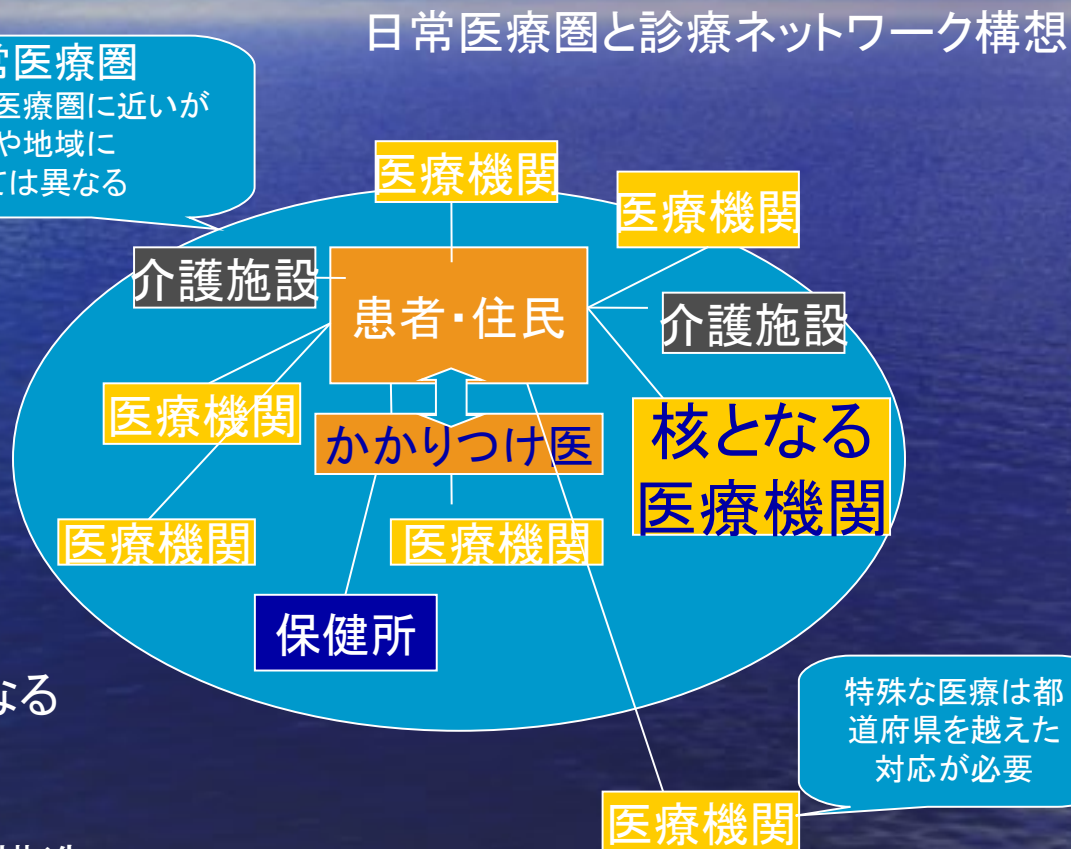 日常医療圏と診療ネットワーク構想
常医療圏
医療圏に近いが
や地域に
ては異なる
医療機関
医療機関
介護施設
患者・住民
介護施設
医療機関
かかりつけ医
核となる
医療機関
医療機関
医療機関
保健所
なる
特殊な医療は都
道府県を越えた
対応が必要
医療機関